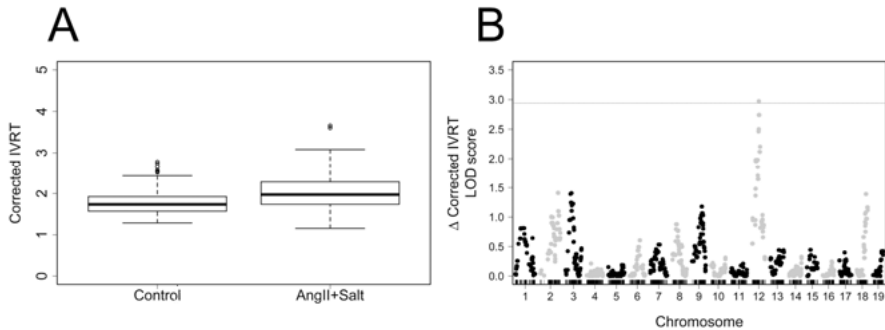 A
Corrected IVRT
5
4
3
2
1
0
Control
AngII+Salt
B
Δ Corrected IVRT
LOD score
3.5
3.0
2.5
2.0
1.5
1.0
0.5
0.0
1 2 3 4 5 6 7 8 9 10 11 12 13 14 15 16 17 18 19
Chromosome